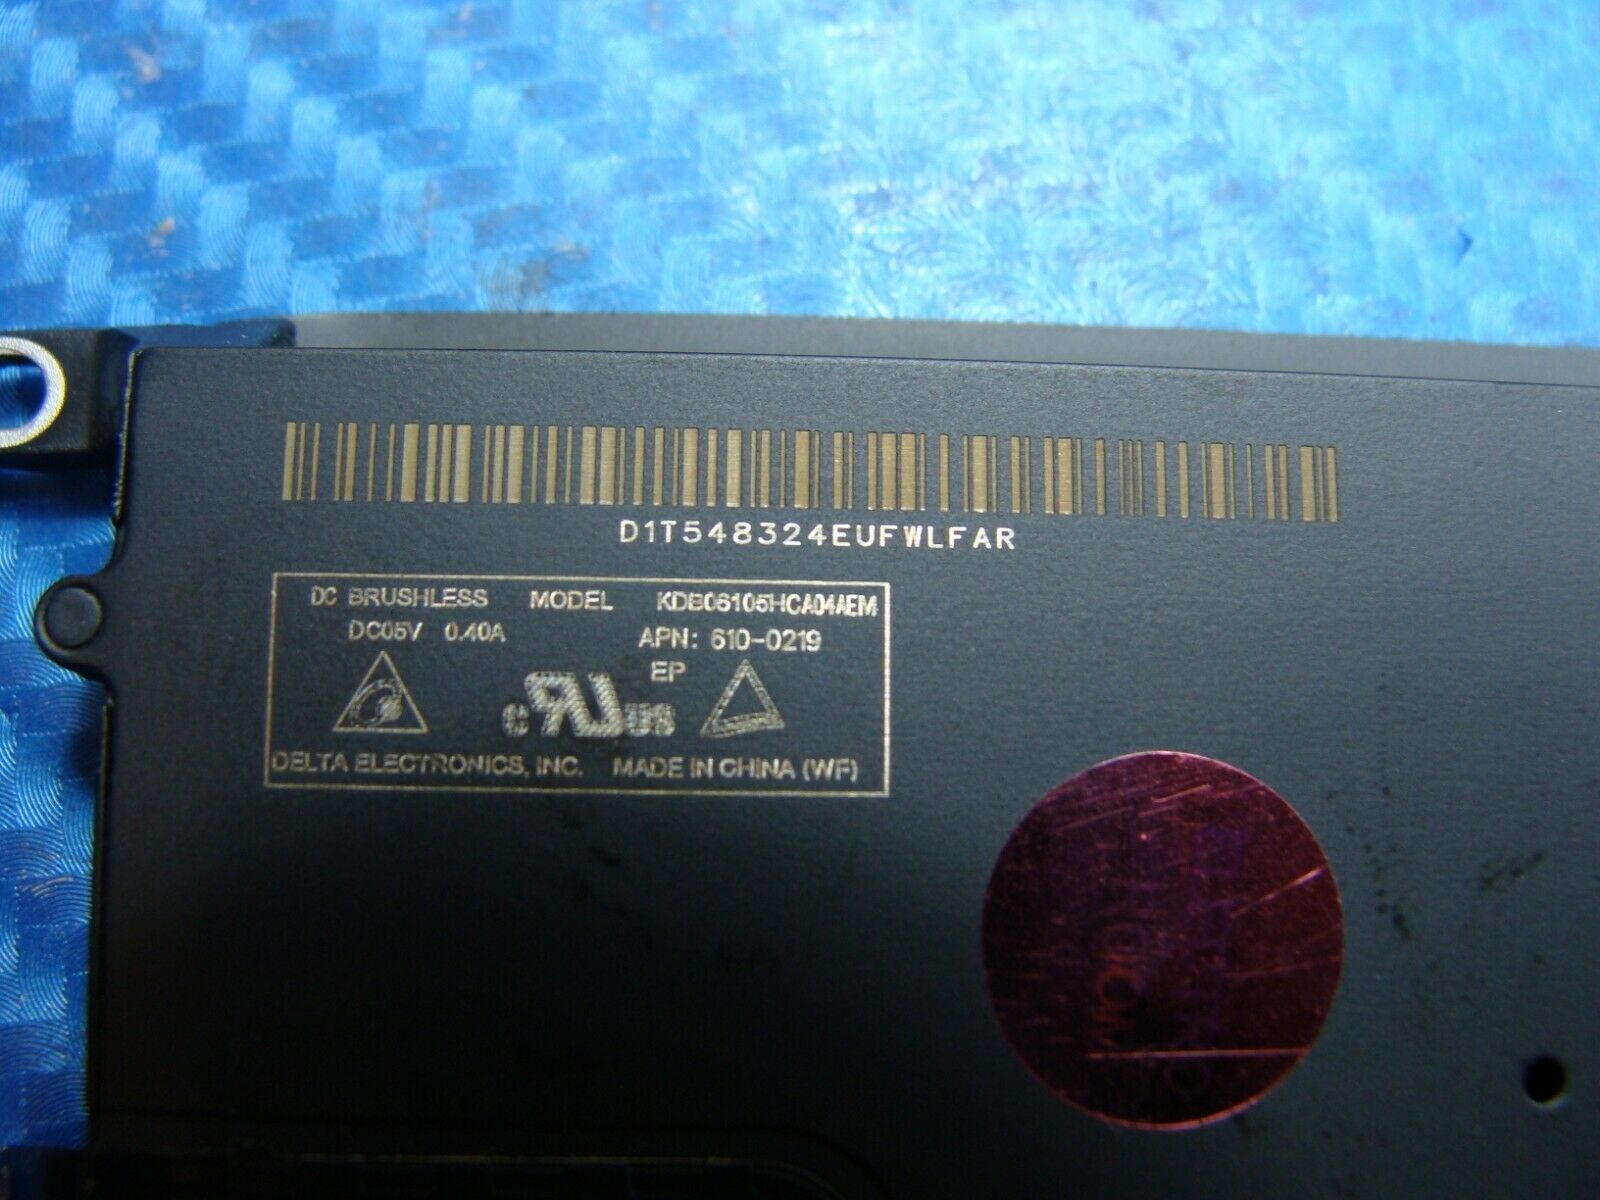 D1T548324EUFWLFAR
DC BRUSHLESS MODEL KDB06105HCA04AEM
DC05V 0.40A APN: 610-0219
EP
c RU us
DELTA ELECTRONICS, INC. MADE IN CHINA (WF)